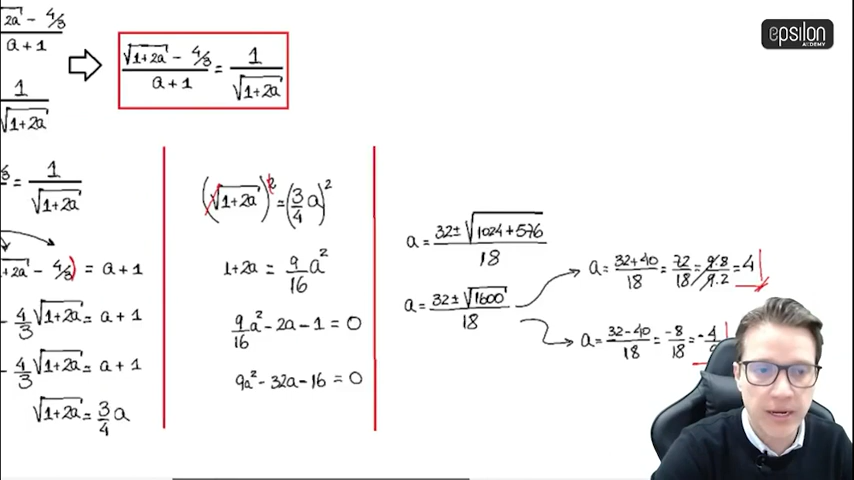 2a - 4/3
a + 1
√1+2a - 4/3 / a + 1 = 1 / √1+2a
epsilon
ACADEMY
1
√1+2a
= 1 / √1+2a
- 4/3) = a + 1
- 4/3 √1+2a = a + 1
- 4/3 √1+2a = a + 1
√1+2a = 3/4 a
(√1+2a)² = (3/4 a)²
1+2a = 9/16 a²
9/16 a² - 2a - 1 = 0
9a² - 32a - 16 = 0
a = 32 ± √1024 + 576 / 18
a = 32 ± √1600 / 18
a = 32+40 / 18 = 72/18 = 9·8 / 9·2 = 4
a = 32-40 / 18 = -8/18 = -4